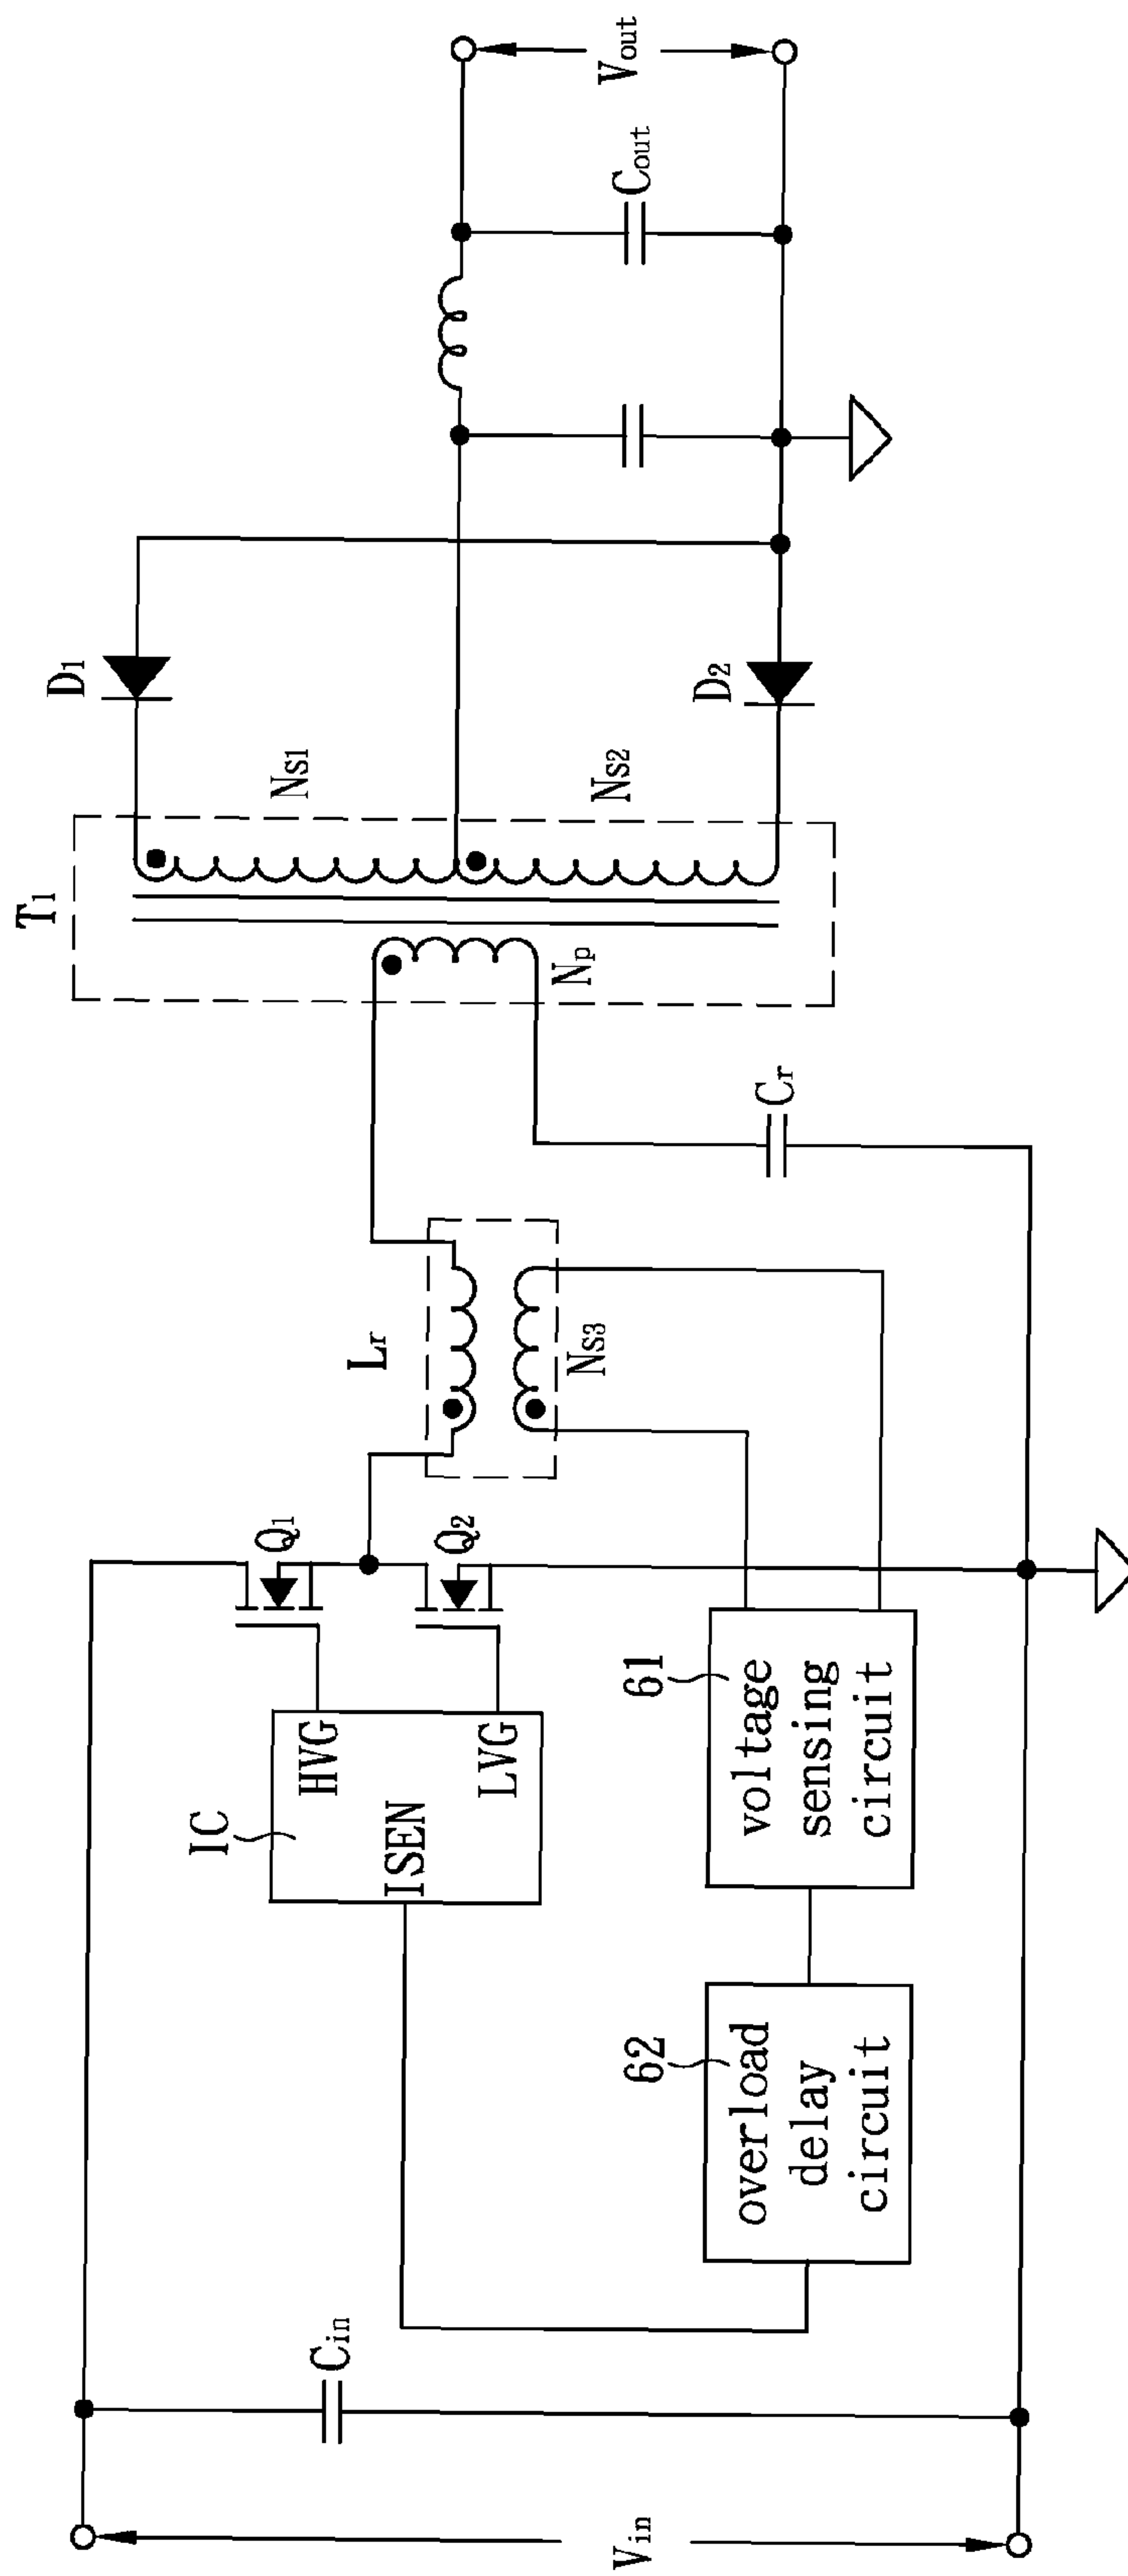 Vin
Cin
IC
HVG
ISEN
LVG
Q1
Q2
62
overload
delay
circuit
61
voltage
sensing
circuit
Lr
Ns3
Cr
T1
Np
Ns1
Ns2
D1
D2
Cout
Vout